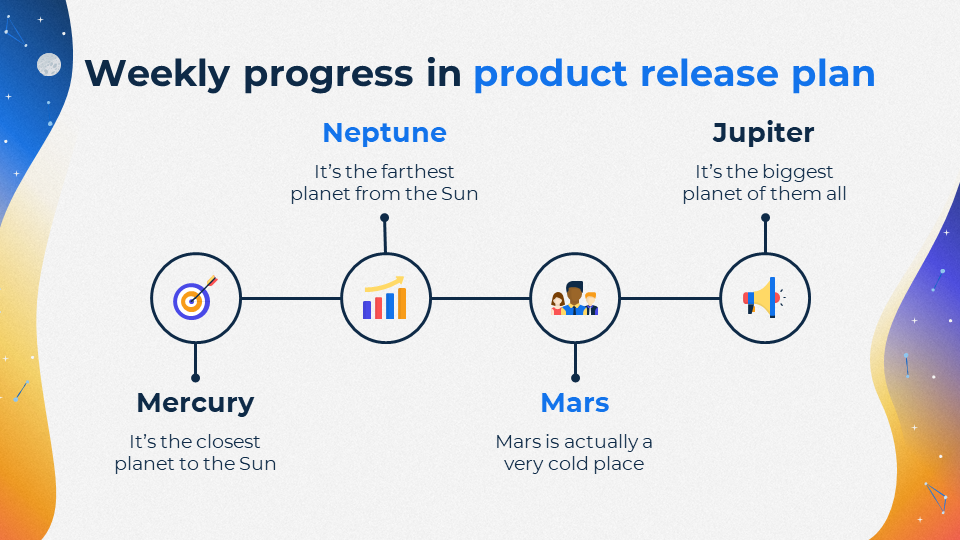 Weekly progress in product release plan
Neptune
It’s the farthest
planet from the Sun
Jupiter
It’s the biggest
planet of them all
Mercury
It’s the closest
planet to the Sun
Mars
Mars is actually a
very cold place